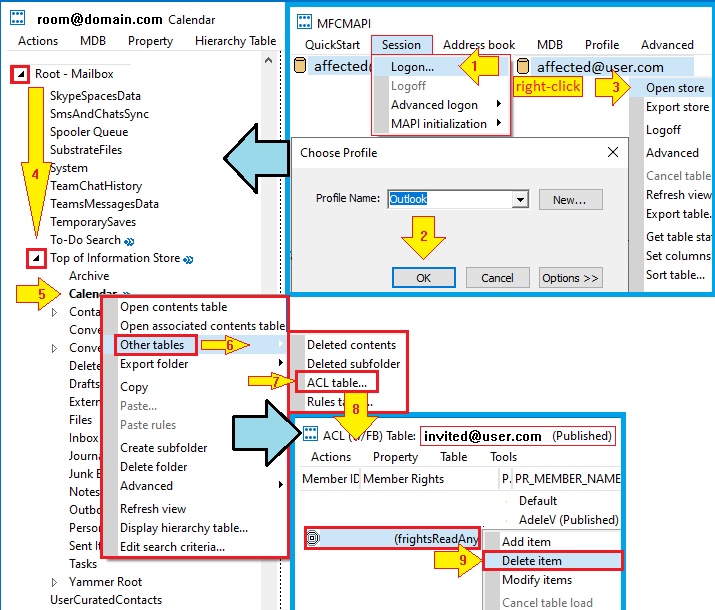 room@domain.com Calendar
Actions MDB Property Hierarchy Table
Root - Mailbox
SkypeSpacesData
SmsAndChatsSync
Spooler Queue
SubstrateFiles
System
TeamChatHistory
TeamsMessagesData
TemporarySaves
To-Do Search
Top of Information Store
Archive
Calendar
Conta
Conve
Conve
Delete
Drafts
Extern
Files
Inbox
Journa
Junk E
Notes
Outbo
Person
Sent It
Tasks
Yammer Root
UserCuratedContacts
4
5
MFCMAPI
QuickStart Session Address book MDB Profile Advanced
affected@ affected@user.com
Logon...
Logoff
Advanced logon
MAPI initialization
1
right-click
3
Open store
Export store
Logoff
Advanced
Cancel table
Refresh view
Export table.
Get table sta
Set columns
Sort table...
Choose Profile
Profile Name: Outlook New...
2
OK Cancel Options >>
Open contents table
Open associated contents table
Other tables
6
Export folder
Copy
Paste...
Paste rules
Create subfolder
Delete folder
Advanced
Refresh view
Display hierarchy table...
Edit search criteria...
Deleted contents
Deleted subfolder
7
ACL table...
Rules ta
8
ACL ( /FB) Table: invited@user.com (Published)
Actions Property Table Tools
Member ID Member Rights P. PR_MEMBER_NAME
Default
AdeleV (Published)
(frightsReadAny
9
Add item
Delete item
Modify items
Cancel table load